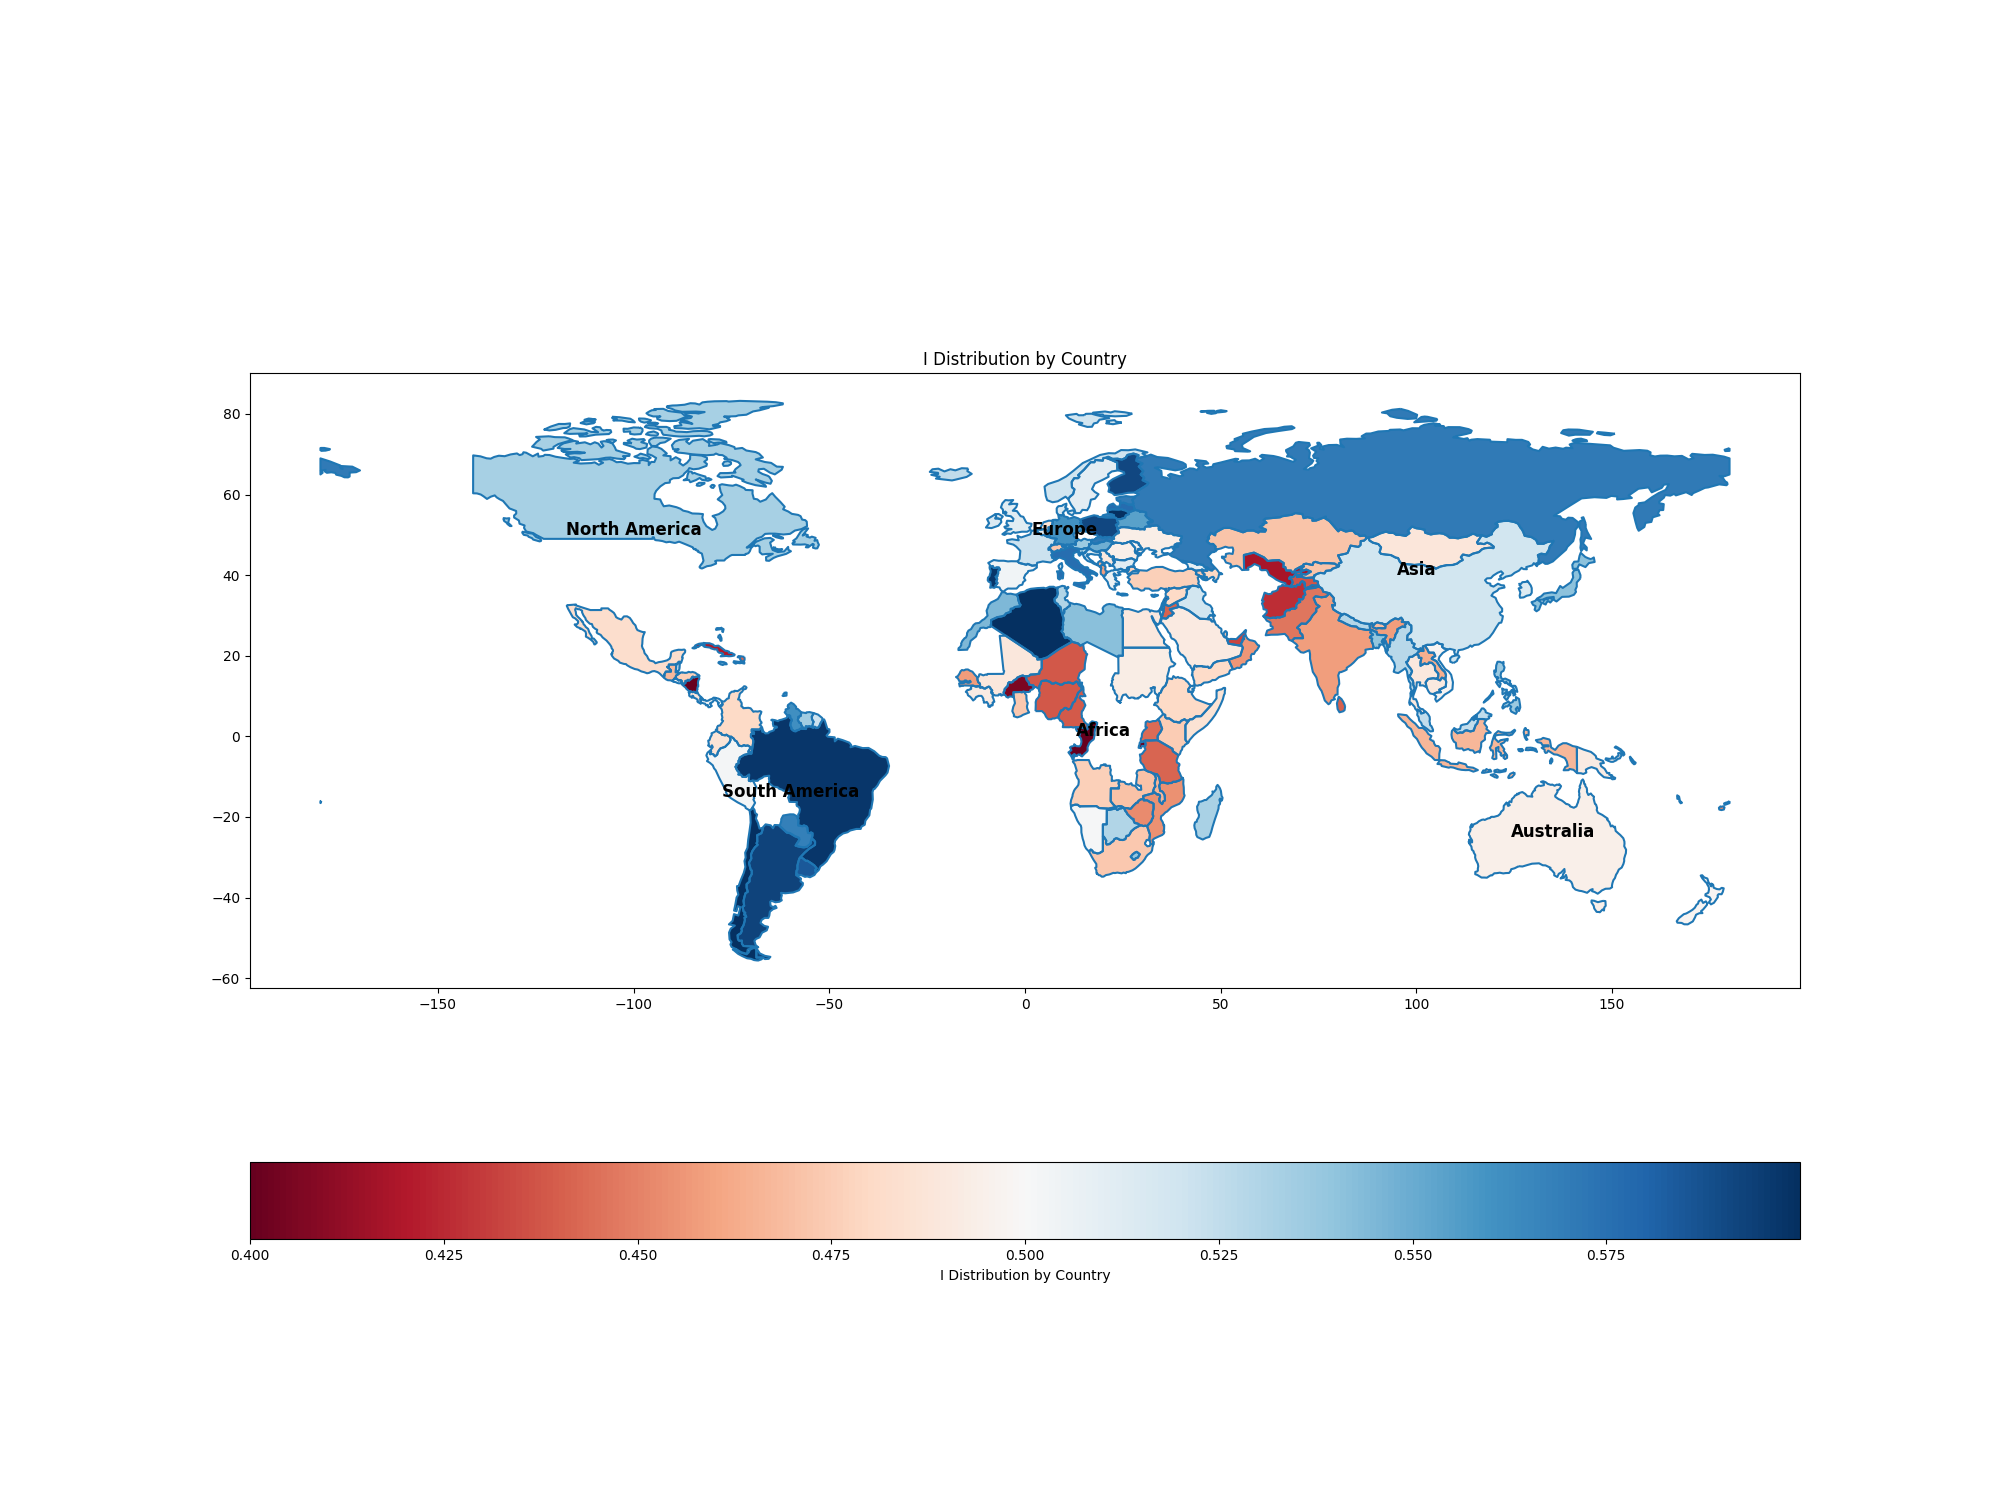 I Distribution by Country
80
60
40
20
0
−20
−40
−60
North America
Europe
Asia
Africa
South America
Australia
−150 −100 −50 0 50 100 150
0.400 0.425 0.450 0.475 0.500 0.525 0.550 0.575
I Distribution by Country